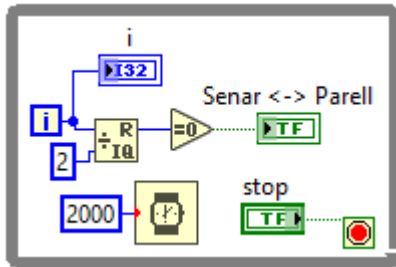 i
I32
Senar <-> Parell
i
R
IQ
=0
TF
2
2000
stop
TF